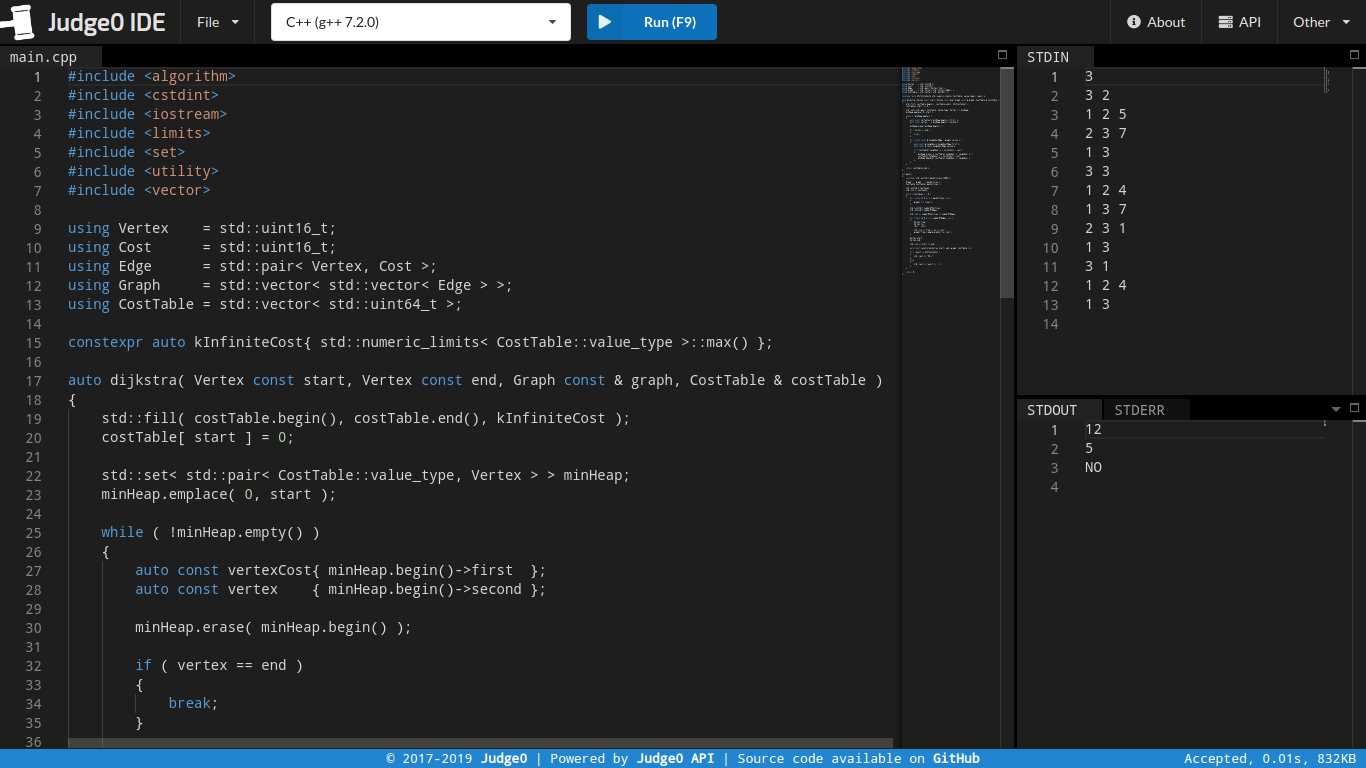 Judge0 IDE File C++ (g++ 7.2.0) Run (F9) About API Other
main.cpp
1 #include <algorithm>
2 #include <cstdint>
3 #include <iostream>
4 #include <limits>
5 #include <set>
6 #include <utility>
7 #include <vector>
8
9 using Vertex    = std::uint16_t;
10 using Cost      = std::uint16_t;
11 using Edge      = std::pair< Vertex, Cost >;
12 using Graph     = std::vector< std::vector< Edge > >;
13 using CostTable = std::vector< std::uint64_t >;
14
15 constexpr auto kInfiniteCost{ std::numeric_limits< CostTable::value_type >::max() };
16
17 auto dijkstra( Vertex const start, Vertex const end, Graph const & graph, CostTable & costTable )
18 {
19     std::fill( costTable.begin(), costTable.end(), kInfiniteCost );
20     costTable[ start ] = 0;
21
22     std::set< std::pair< CostTable::value_type, Vertex > > minHeap;
23     minHeap.emplace( 0, start );
24
25     while ( !minHeap.empty() )
26     {
27         auto const vertexCost{ minHeap.begin()->first  };
28         auto const vertex    { minHeap.begin()->second };
29
30         minHeap.erase( minHeap.begin() );
31
32         if ( vertex == end )
33         {
34             break;
35         }
36
STDIN
1 3
2 3 2
3 1 2 5
4 2 3 7
5 1 3
6 3 3
7 1 2 4
8 1 3 7
9 2 3 1
10 1 3
11 3 1
12 1 2 4
13 1 3
14
STDOUT STDERR
1 12
2 5
3 NO
4
© 2017-2019 Judge0 | Powered by Judge0 API | Source code available on GitHub
Accepted, 0.01s, 832KB